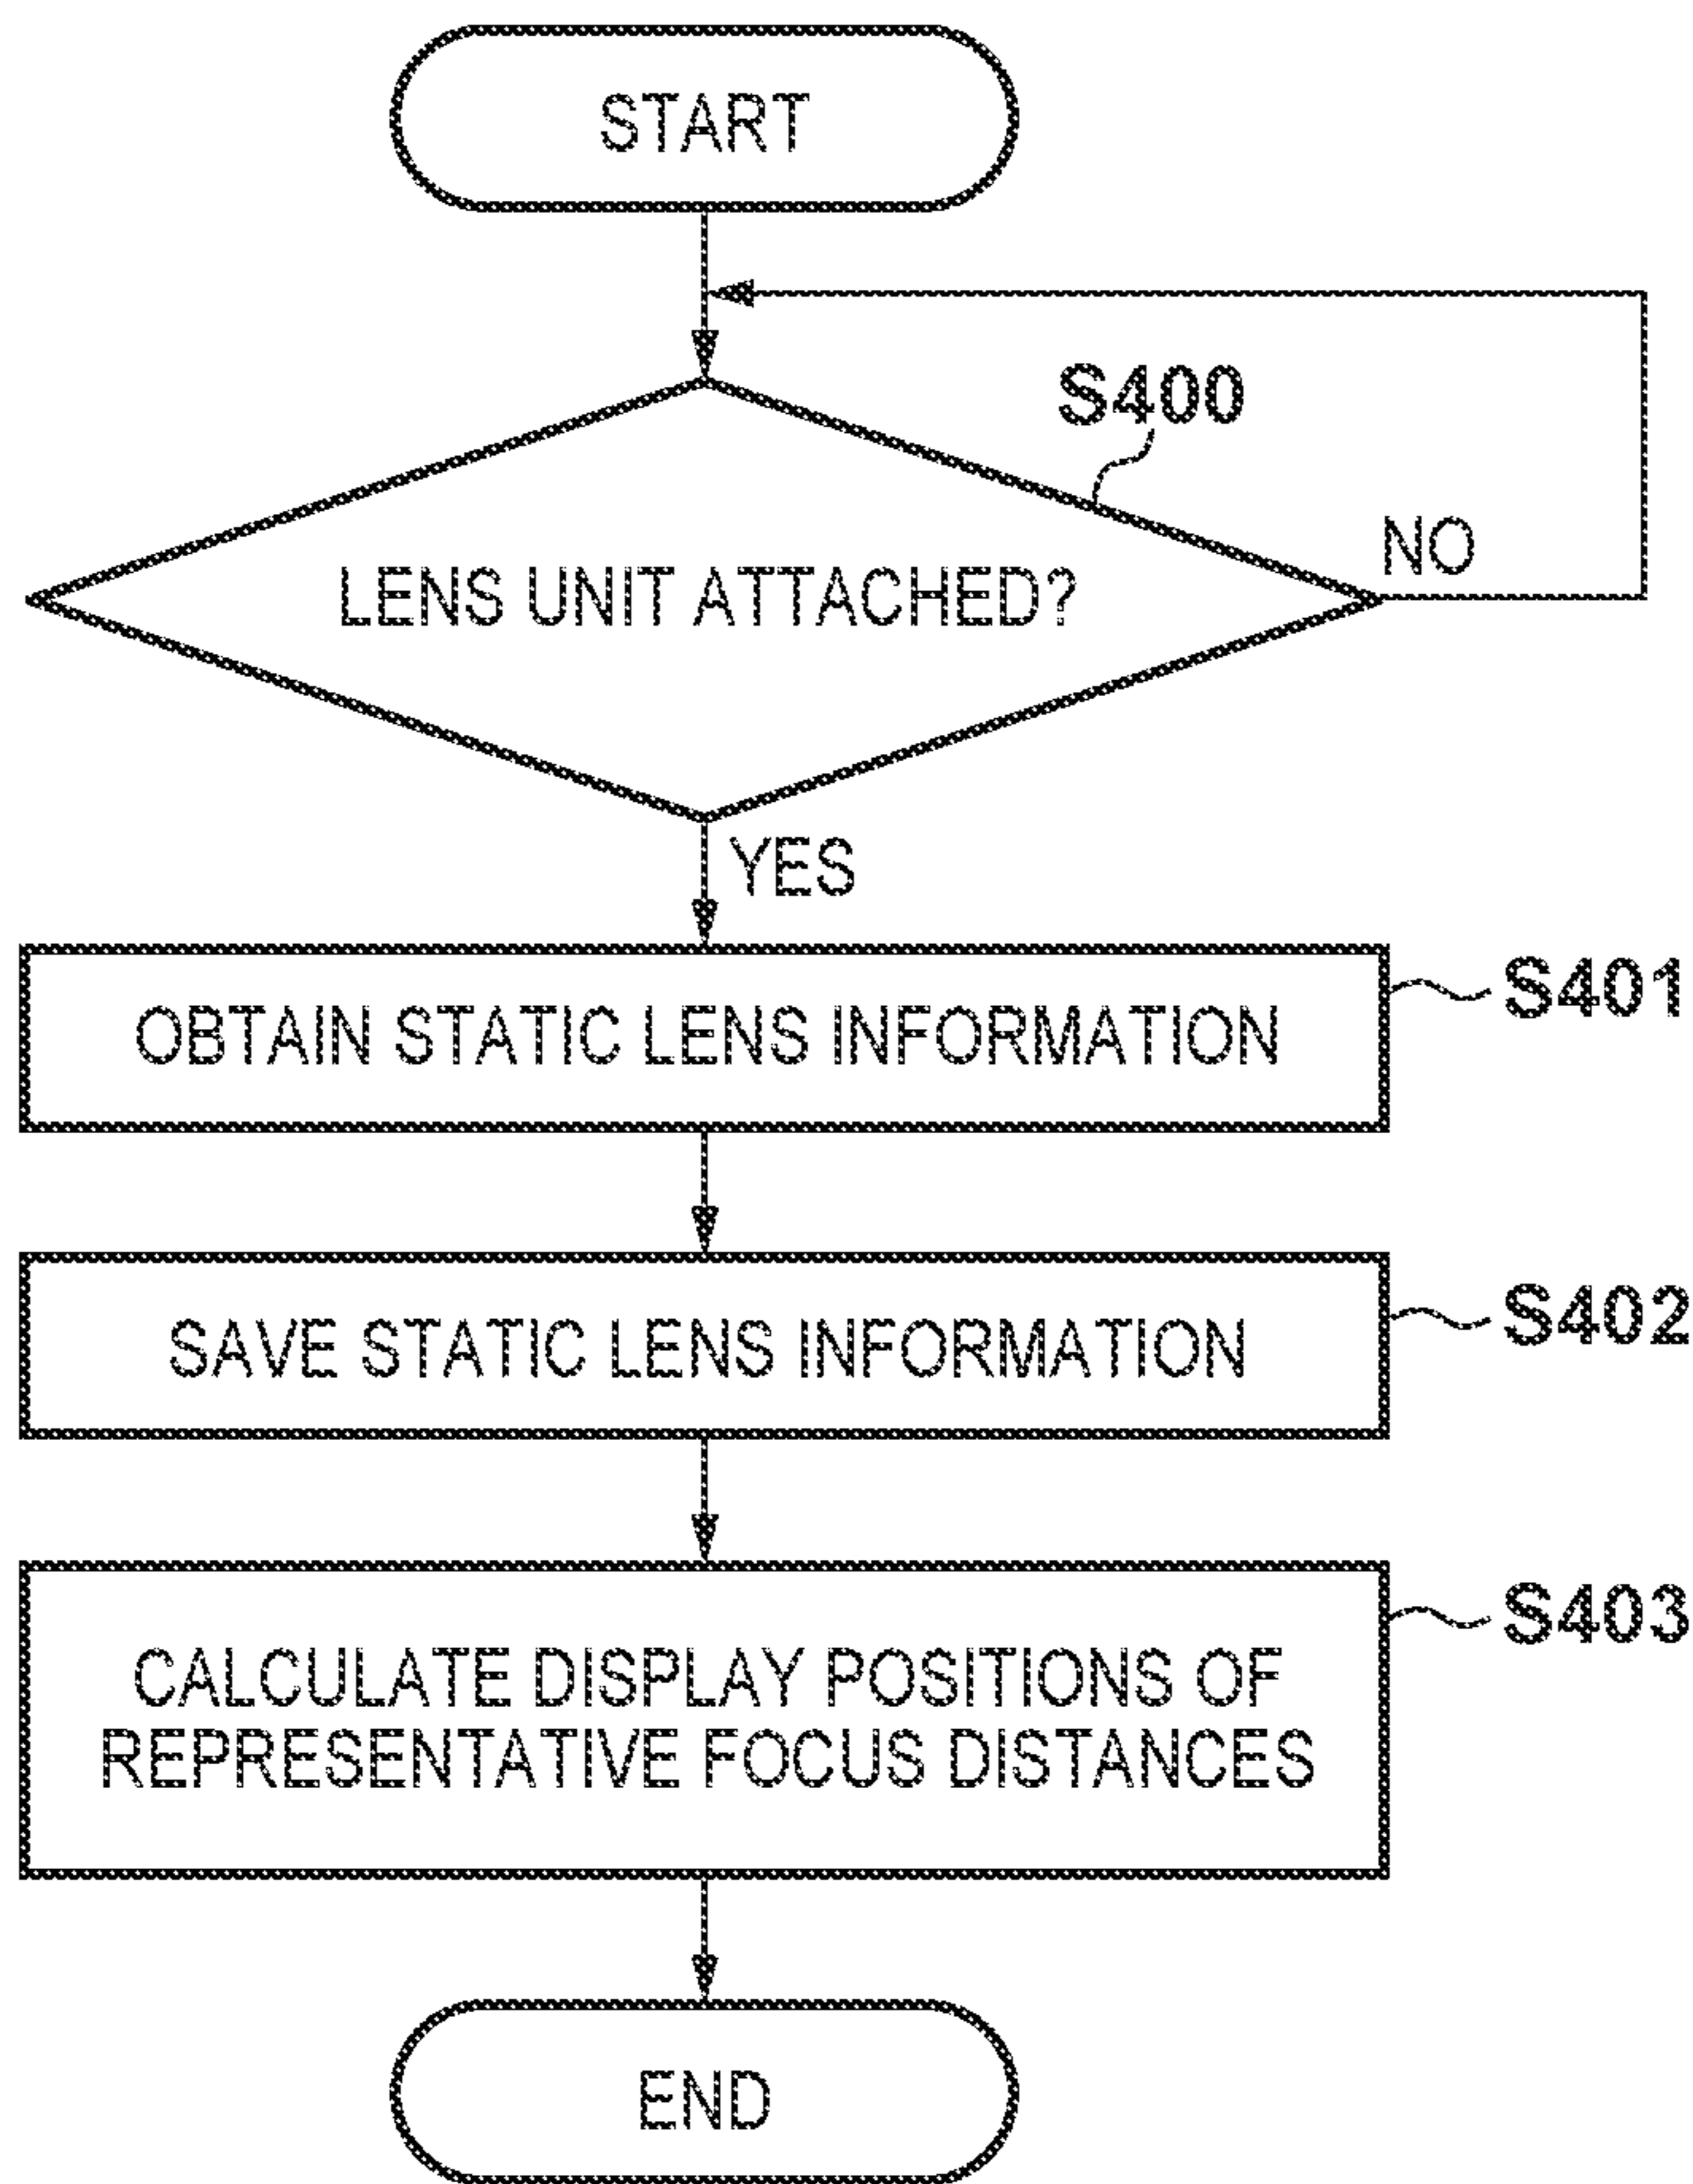 START
S400
NO
LENS UNIT ATTACHED?
YES
OBTAIN STATIC LENS INFORMATION
S401
SAVE STATIC LENS INFORMATION
S402
CALCULATE DISPLAY POSITIONS OF
REPRESENTATIVE FOCUS DISTANCES
S403
END